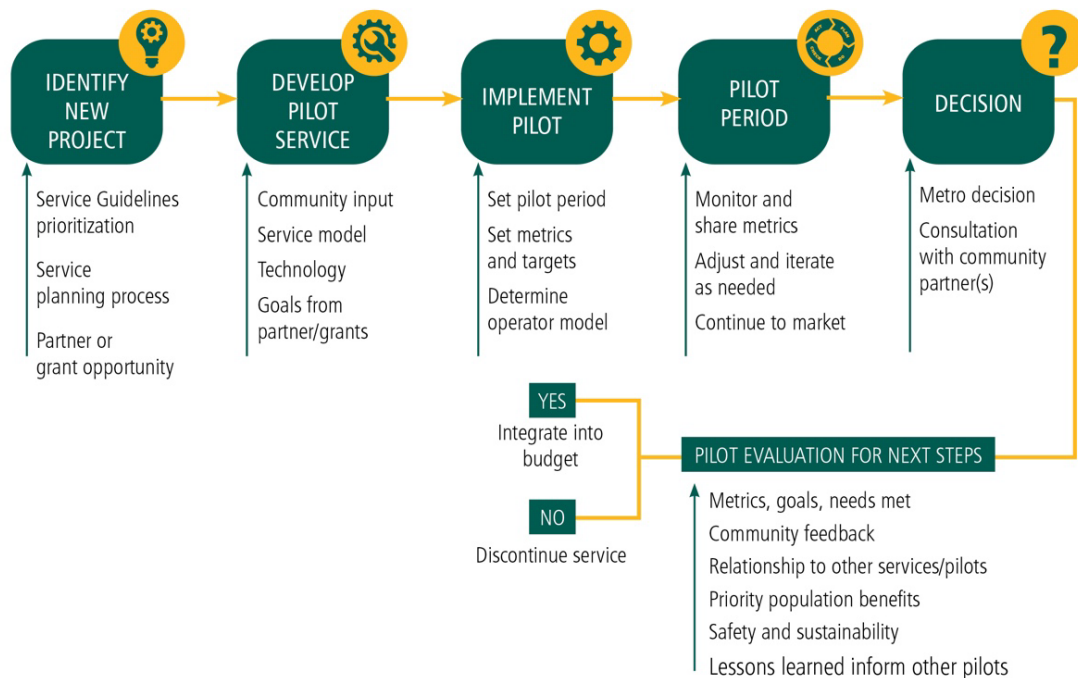 IDENTIFY
NEW
PROJECT
DEVELOP
PILOT
SERVICE
IMPLEMENT
PILOT
PILOT
PERIOD
?
DECISION
Service Guidelines
prioritization
Service
planning process
Partner or
grant opportunity
Community input
Service model
Technology
Goals from
partner/grants
Set pilot period
Set metrics
and targets
Determine
operator model
Monitor and
share metrics
Adjust and iterate
as needed
Continue to market
Metro decision
Consultation
with community
partner(s)
YES
Integrate into
budget
NO
Discontinue service
PILOT EVALUATION FOR NEXT STEPS
Metrics, goals, needs met
Community feedback
Relationship to other services/pilots
Priority population benefits
Safety and sustainability
Lessons learned inform other pilots